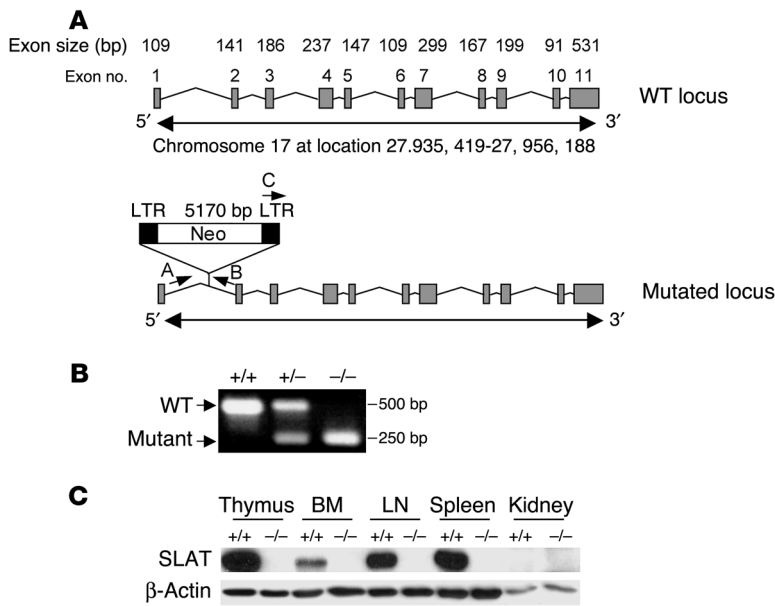 A
Exon size (bp) 109 141 186 237 147 109 299 167 199 91 531
Exon no. 1 2 3 4 5 6 7 8 9 10 11
WT locus
5′ 3′
Chromosome 17 at location 27.935, 419-27, 956, 188
C
LTR 5170 bp LTR
Neo
A B
Mutated locus
5′ 3′
B
+/+ +/– –/–
WT –500 bp
Mutant –250 bp
C
Thymus BM LN Spleen Kidney
+/+ –/– +/+ –/– +/+ –/– +/+ –/– +/+ –/–
SLAT
β-Actin